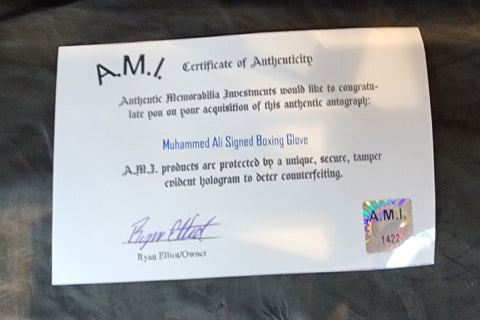 A.M.I.
Certificate of Authenticity
Authentic Memorabilia Investments would like to congratu-
late you on your acquisition of this authentic autograph:
Muhammed Ali Signed Boxing Glove
A.M.I. products are protected by a unique, secure, tamper
evident hologram to deter counterfeiting.
Ryan Elliot
Ryan Elliot/Owner
A.M.I.
1422